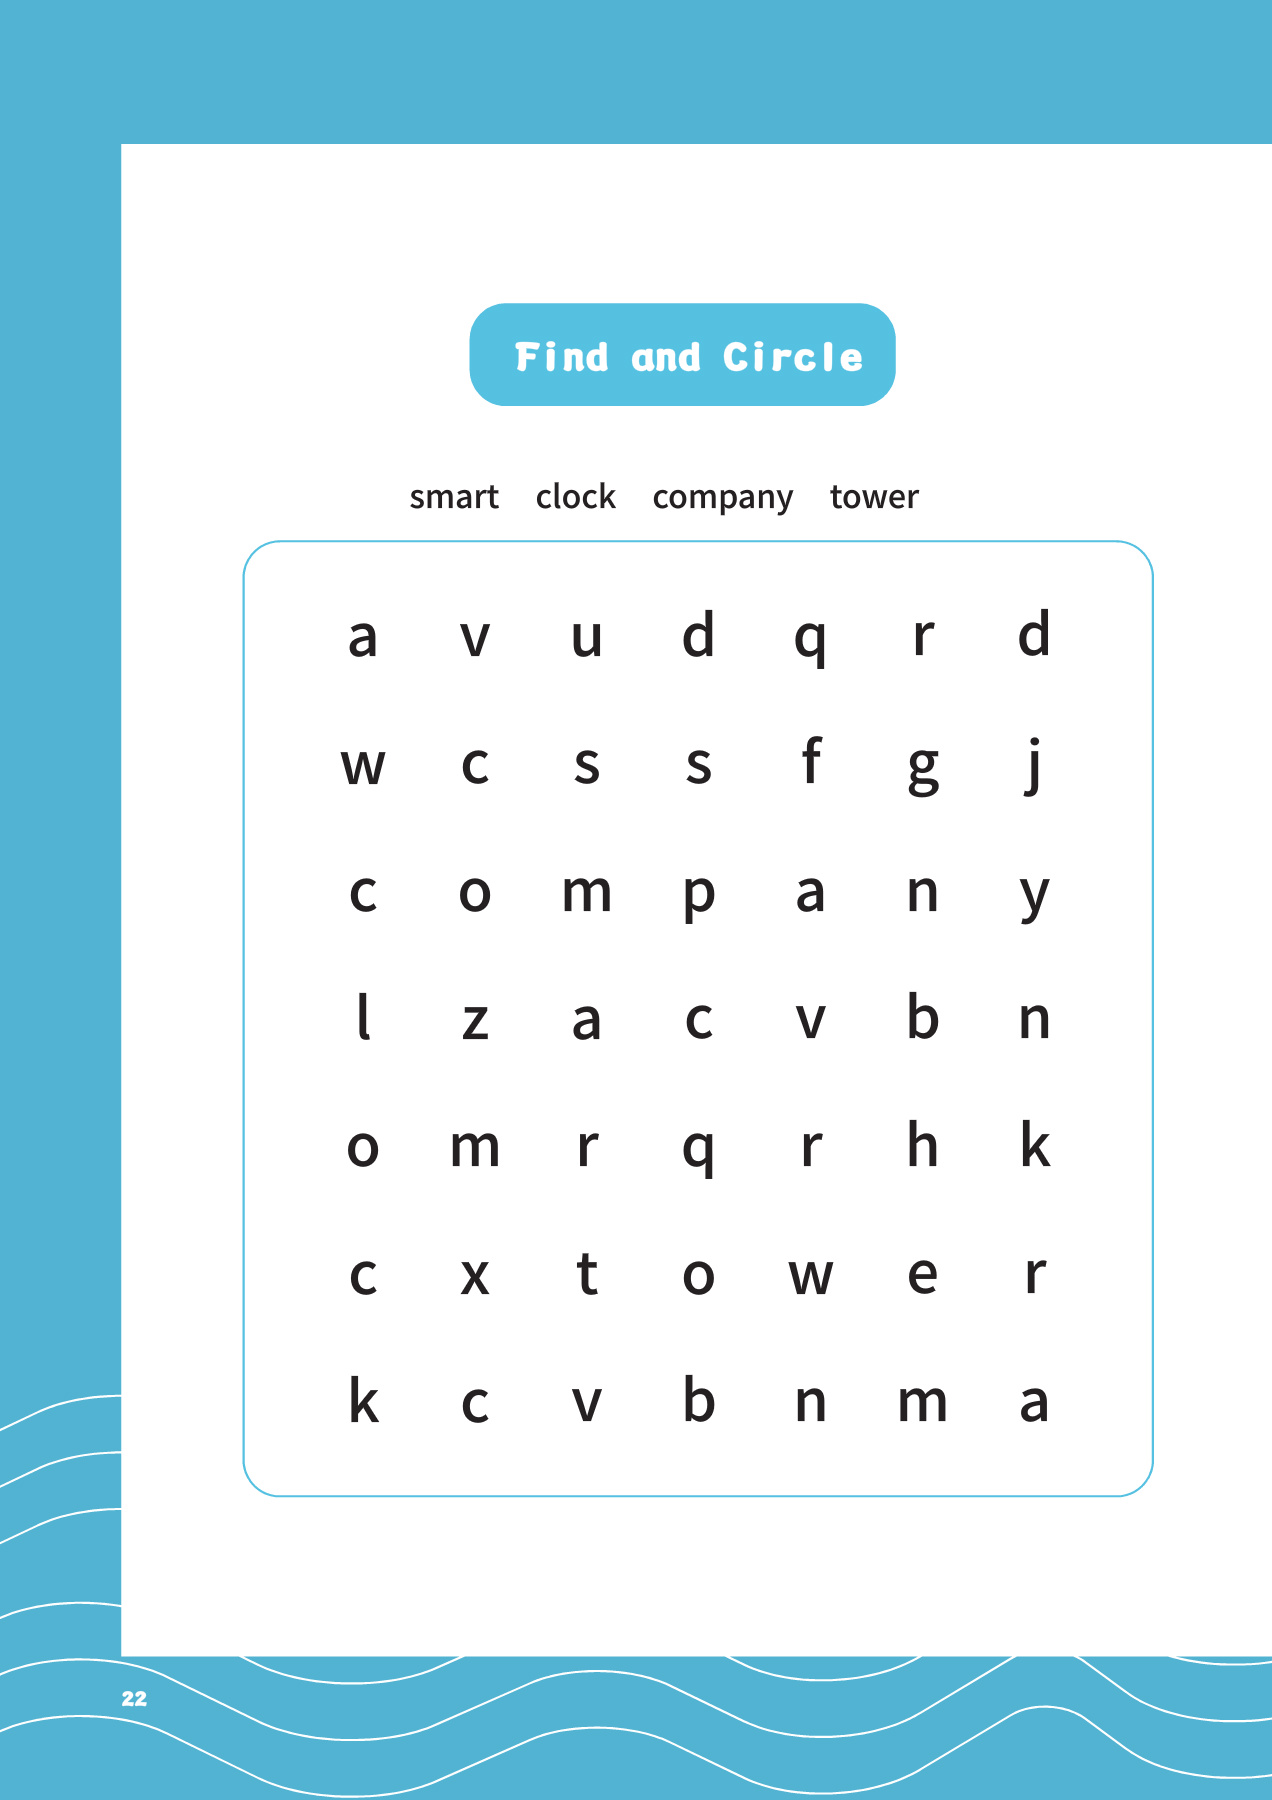 Find and Circle
smart clock company tower
a v u d q r d
w c s s f g j
c o m p a n y
l z a c v b n
o m r q r h k
c x t o w e r
k c v b n m a
22